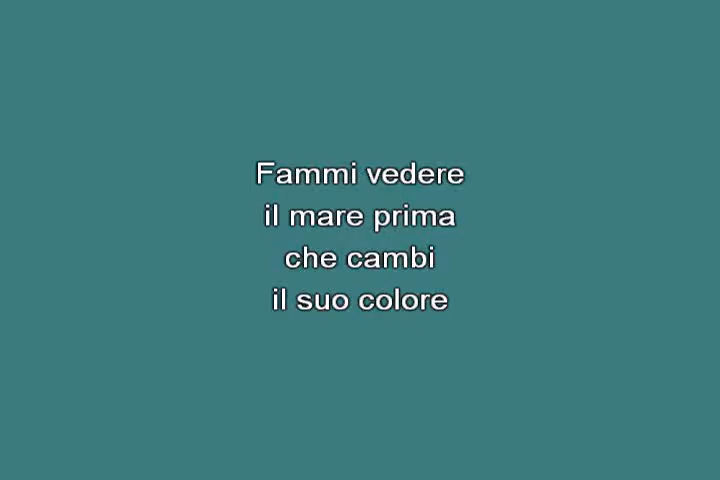 Fammi vedere
il mare prima
che cambi
il suo colore